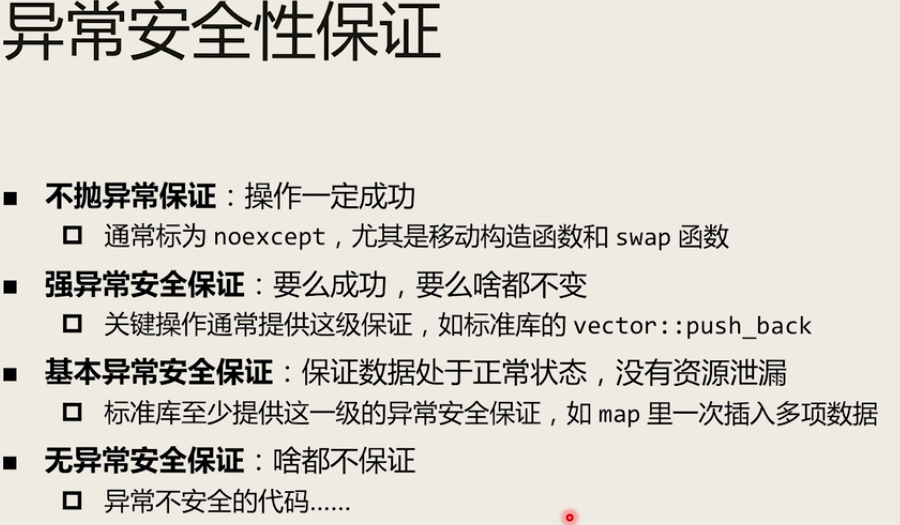 异常安全性保证
不抛异常保证：操作一定成功
通常标为 noexcept，尤其是移动构造函数和 swap 函数
强异常安全保证：要么成功，要么啥都不变
关键操作通常提供这级保证，如标准库的 vector::push_back
基本异常安全保证：保证数据处于正常状态，没有资源泄漏
标准库至少提供这一级的异常安全保证，如 map 里一次插入多项数据
无异常安全保证：啥都不保证
异常不安全的代码……